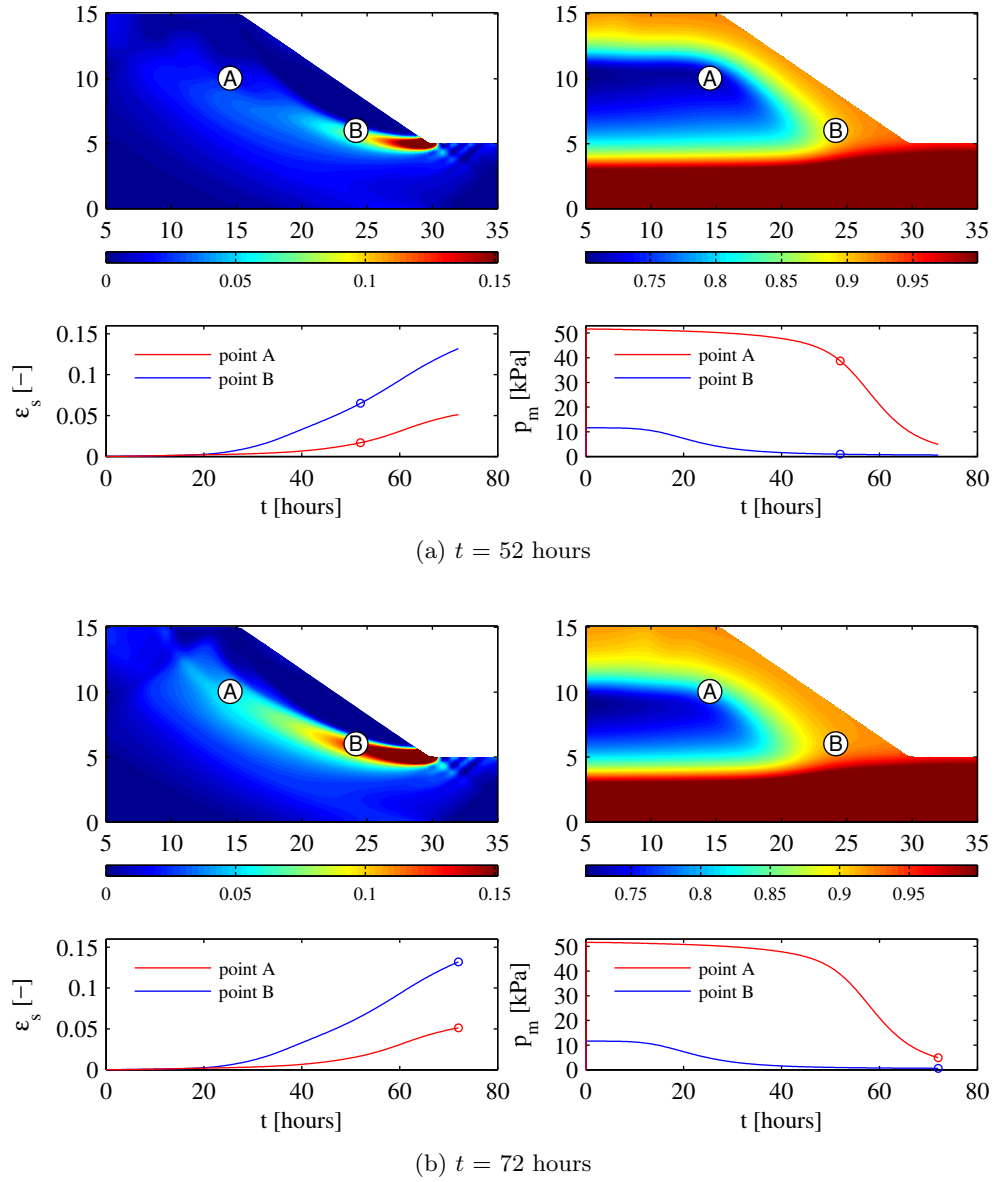 15
10
5
0
5 10 15 20 25 30 35
A
B
0 0.05 0.1 0.15
15
10
5
0
5 10 15 20 25 30 35
A
B
0.75 0.8 0.85 0.9 0.95
ε_s [−]
0.15
0.1
0.05
0
point A
point B
0 20 40 60 80
t [hours]
p_m [kPa]
50
40
30
20
10
0
point A
point B
0 20 40 60 80
t [hours]
(a) t = 52 hours
15
10
5
0
5 10 15 20 25 30 35
A
B
0 0.05 0.1 0.15
15
10
5
0
5 10 15 20 25 30 35
A
B
0.75 0.8 0.85 0.9 0.95
ε_s [−]
0.15
0.1
0.05
0
point A
point B
0 20 40 60 80
t [hours]
p_m [kPa]
50
40
30
20
10
0
point A
point B
0 20 40 60 80
t [hours]
(b) t = 72 hours